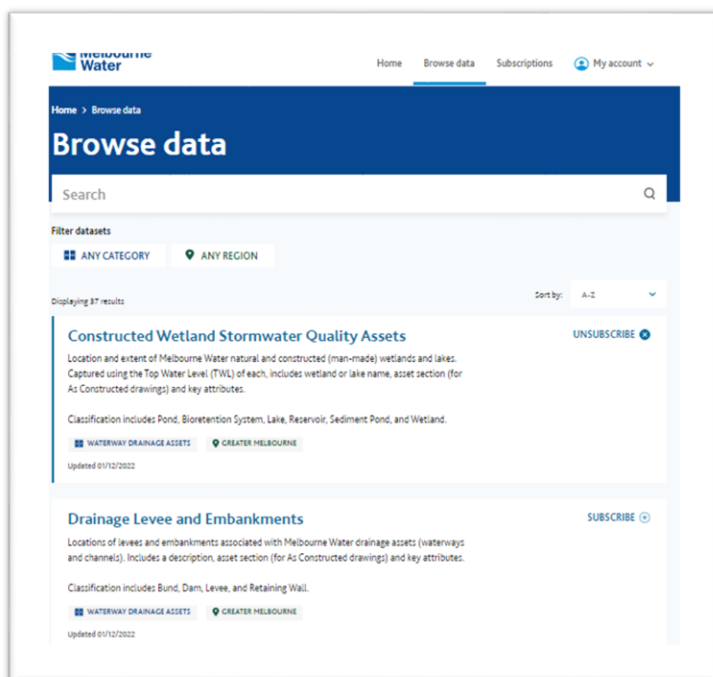 Melbourne
Water
Home Browse data Subscriptions My account
Home > Browse data
Browse data
Search
Filter datasets
ANY CATEGORY ANY REGION
Displaying 37 results
Sort by: A-Z
Constructed Wetland Stormwater Quality Assets
UNSUBSCRIBE
Location and extent of Melbourne Water natural and constructed (man-made) wetlands and lakes.
Captured using the Top Water Level (TWL) of each, includes wetland or lake name, asset section (for
As Constructed drawings) and key attributes.
Classification includes Pond, Bioretention System, Lake, Reservoir, Sediment Pond, and Wetland.
WATERWAY DRAINAGE ASSETS GREATER MELBOURNE
Updated 01/12/2022
Drainage Levee and Embankments
SUBSCRIBE
Locations of levees and embankments associated with Melbourne Water drainage assets (waterways
and channels). Includes a description, asset section (for As Constructed drawings) and key attributes.
Classification includes Bund, Dam, Levee, and Retaining Wall.
WATERWAY DRAINAGE ASSETS GREATER MELBOURNE
Updated 01/12/2022